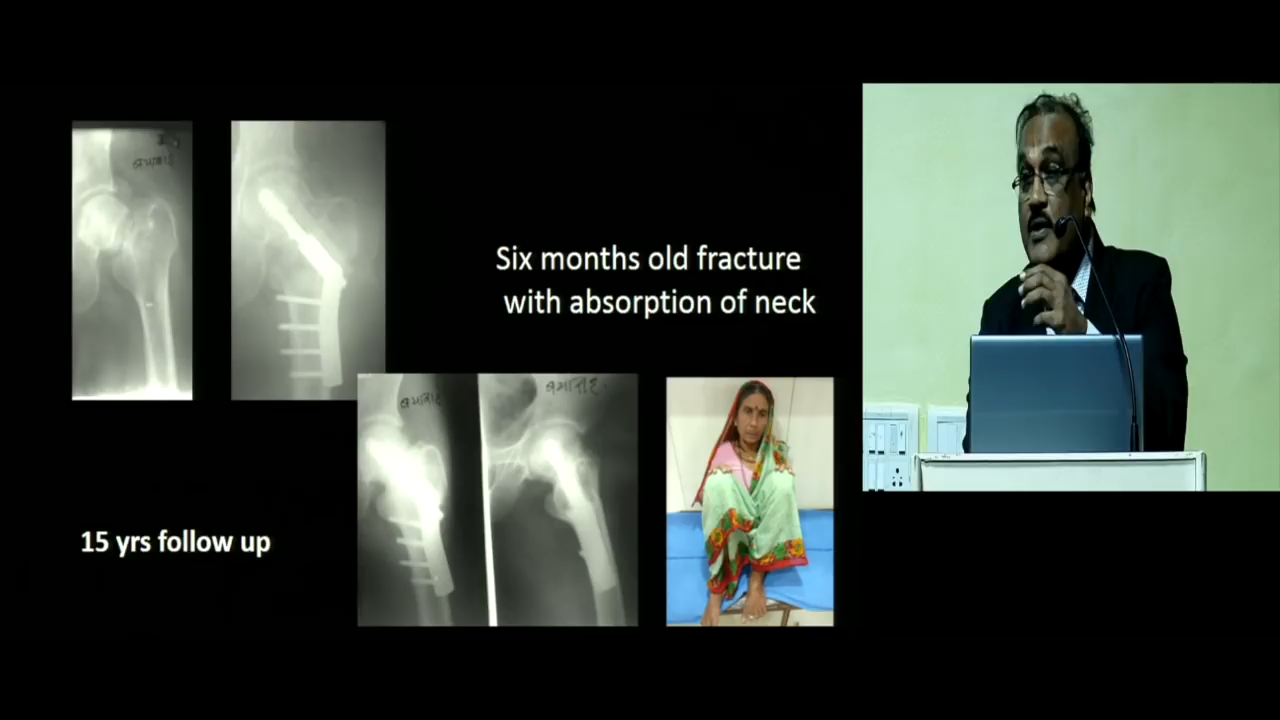 Six months old fracture
with absorption of neck
15 yrs follow up